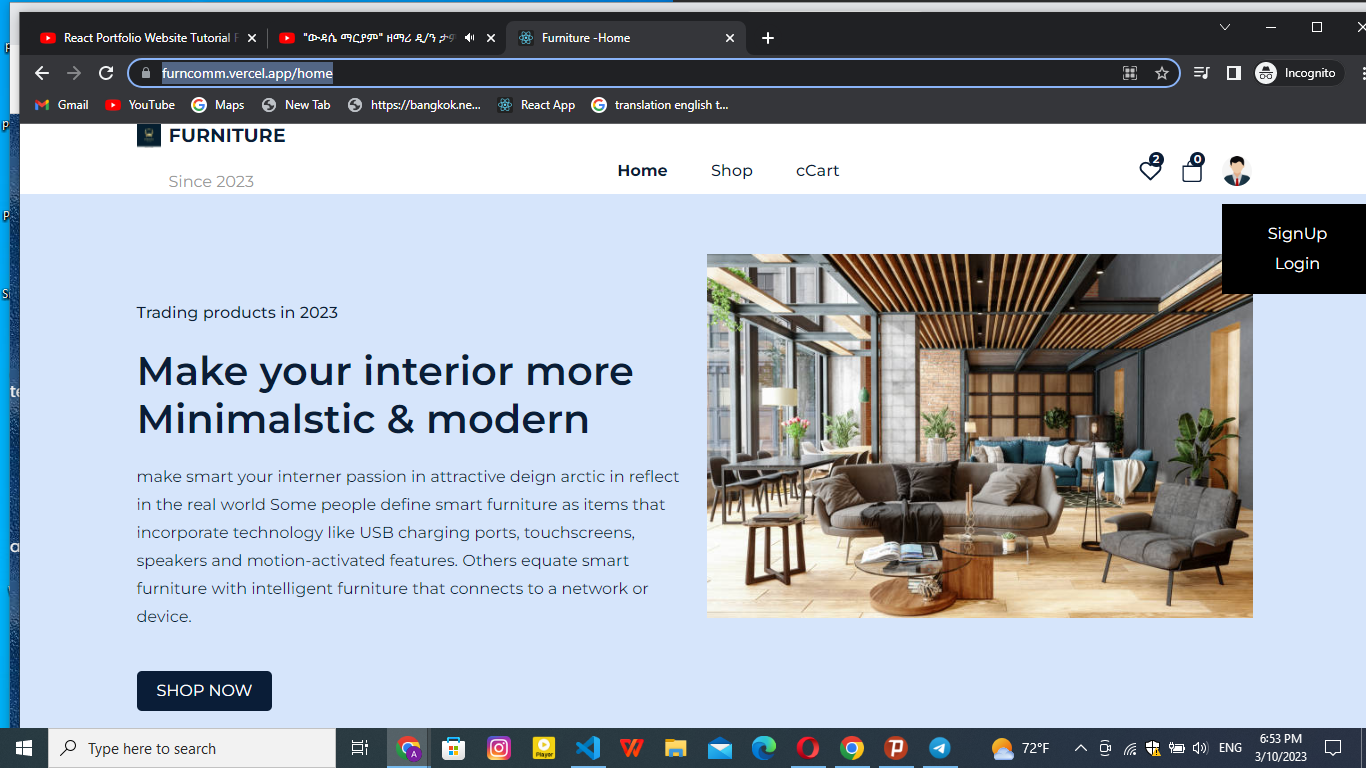 React Portfolio Website Tutorial
"ውዳሴ ማርያም" ዘማሪ ዲ/ን
Furniture -Home
furncomm.vercel.app/home
Incognito
Gmail
YouTube
Maps
New Tab
https://bangkok.ne...
React App
translation english t...
FURNITURE
Since 2023
Home
Shop
cCart
2
0
SignUp
Login
Trading products in 2023
Make your interior more
Minimalstic & modern
make smart your interner passion in attractive deign arctic in reflect
in the real world Some people define smart furniture as items that
incorporate technology like USB charging ports, touchscreens,
speakers and motion-activated features. Others equate smart
furniture with intelligent furniture that connects to a network or
device.
SHOP NOW
Type here to search
A
Player
72°F
ENG
6:53 PM
3/10/2023